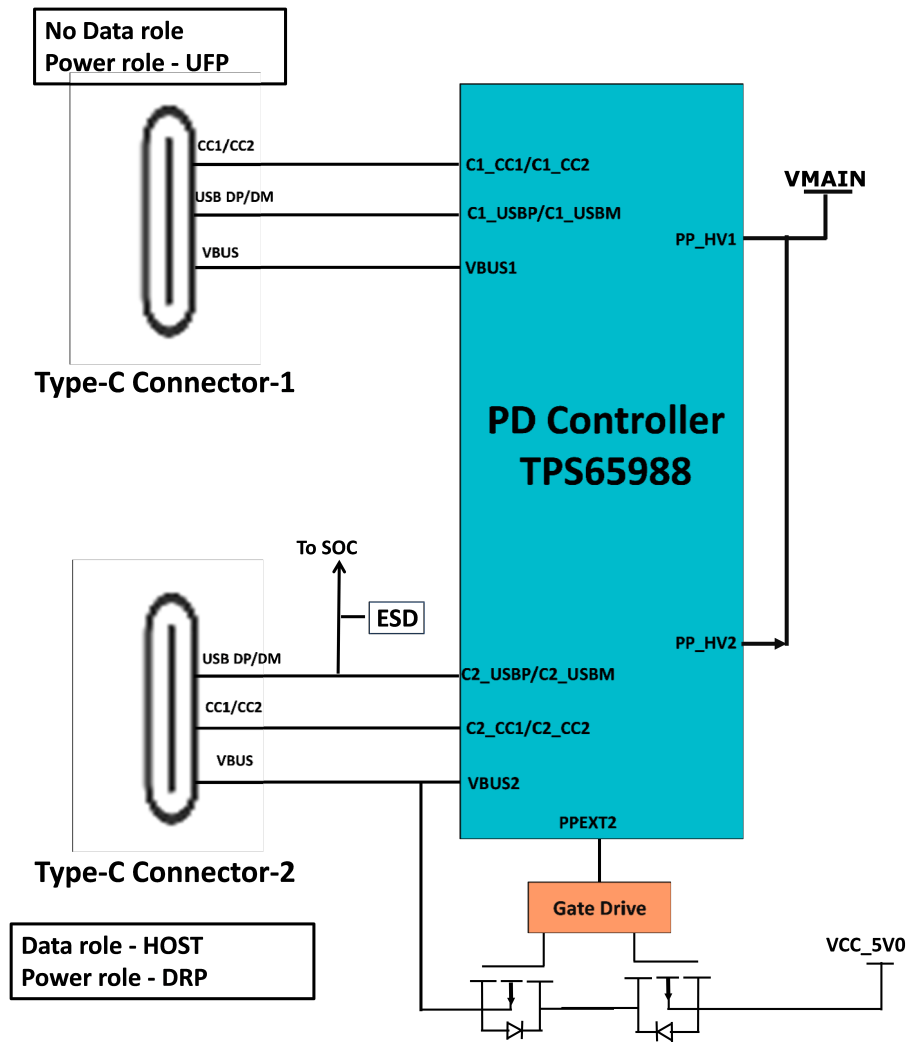 No Data role
Power role - UFP
CC1/CC2
USB DP/DM
VBUS
Type-C Connector-1
C1_CC1/C1_CC2
C1_USBP/C1_USBM
VBUS1
PP_HV1
VMAIN
PD Controller
TPS65988
To SOC
ESD
PP_HV2
USB DP/DM
CC1/CC2
VBUS
Type-C Connector-2
C2_USBP/C2_USBM
C2_CC1/C2_CC2
VBUS2
PPEXT2
Gate Drive
VCC_5V0
Data role - HOST
Power role - DRP